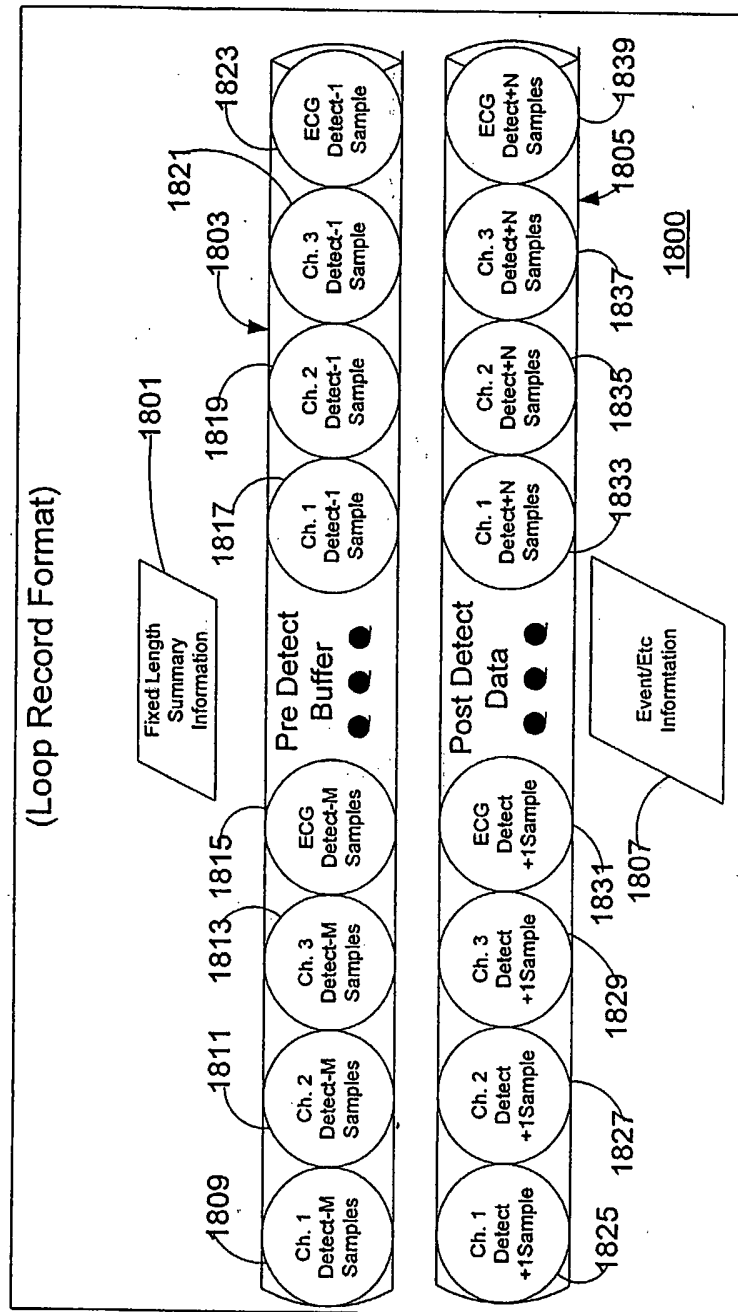 (Loop Record Format)
1801
Fixed Length
Summary
Information
1809
1811
1813
1815
1817
1819
1803
1821
1823
Ch. 1
Detect-M
Samples
Ch. 2
Detect-M
Samples
Ch. 3
Detect-M
Samples
ECG
Detect-M
Samples
Pre Detect
Buffer
Ch. 1
Detect-1
Sample
Ch. 2
Detect-1
Sample
Ch. 3
Detect-1
Sample
ECG
Detect-1
Sample
Ch. 1
Detect
+1Sample
Ch. 2
Detect
+1Sample
Ch. 3
Detect
+1Sample
ECG
Detect
+1Sample
Post Detect
Data
Ch. 1
Detect+N
Samples
Ch. 2
Detect+N
Samples
Ch. 3
Detect+N
Samples
ECG
Detect+N
Samples
1825
1827
1829
1831
1807
Event/Etc
Informtation
1833
1835
1837
1805
1839
1800